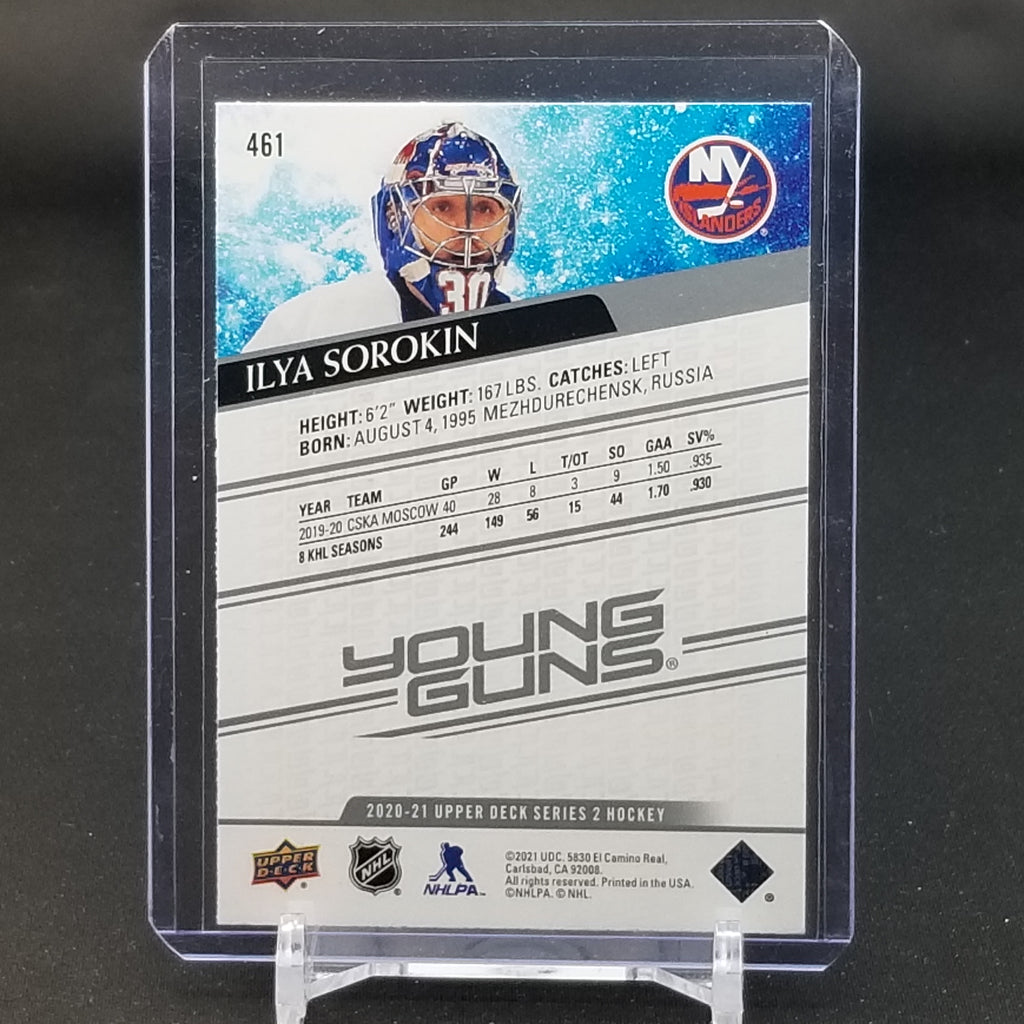 461
NY
ISLANDERS
®
30
ILYA SOROKIN
HEIGHT: 6'2" WEIGHT: 167 LBS. CATCHES: LEFT
BORN: AUGUST 4, 1995 MEZHDURECHENSK, RUSSIA
YEAR TEAM GP W L T/OT SO GAA SV%
2019-20 CSKA MOSCOW 40 28 8 3 9 1.50 .935
8 KHL SEASONS 244 149 56 15 44 1.70 .930
YOUNG
GUNS®
2020-21 UPPER DECK SERIES 2 HOCKEY
UPPER
D·E·C·K
NHL
NHLPA
©2021 UDC. 5830 El Camino Real,
Carlsbad, CA 92008.
All rights reserved. Printed in the USA.
©NHLPA. © NHL.